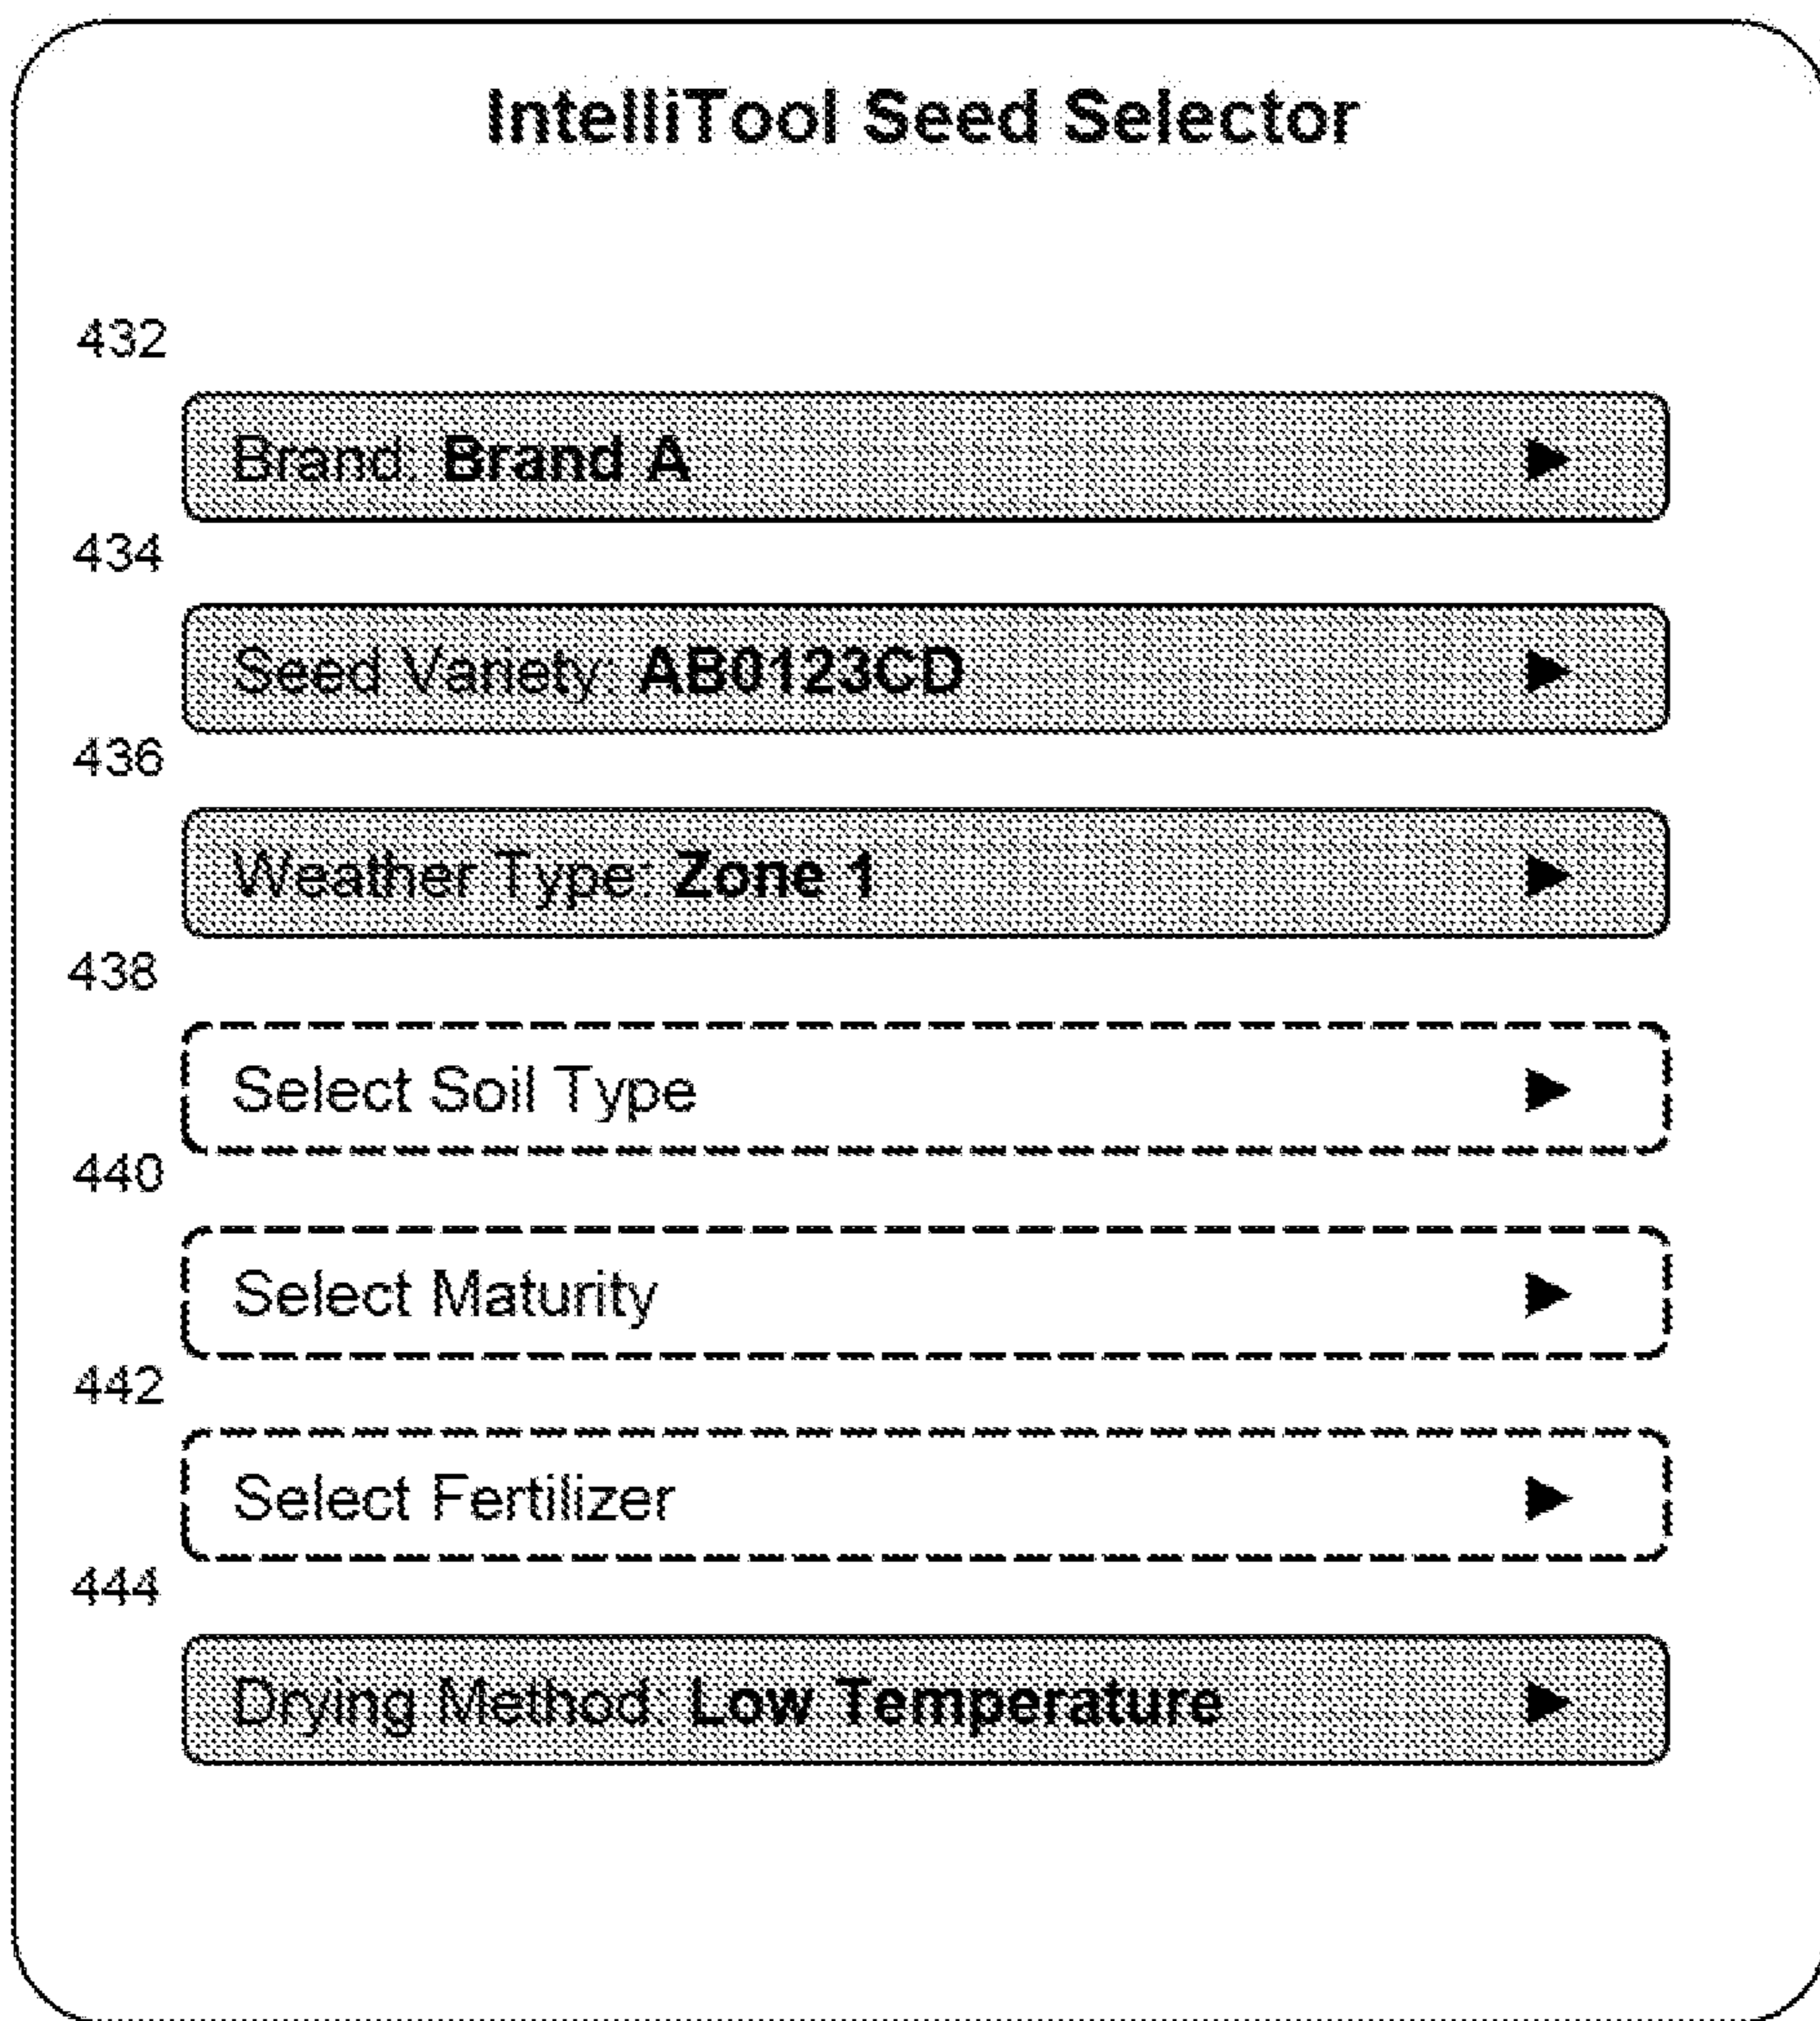 IntelliTool Seed Selector
432
Brand: Brand A
434
Seed Variety: AB0123CD
436
Weather Type: Zone 1
438
Select Soil Type
440
Select Maturity
442
Select Fertilizer
444
Drying Method: Low Temperature